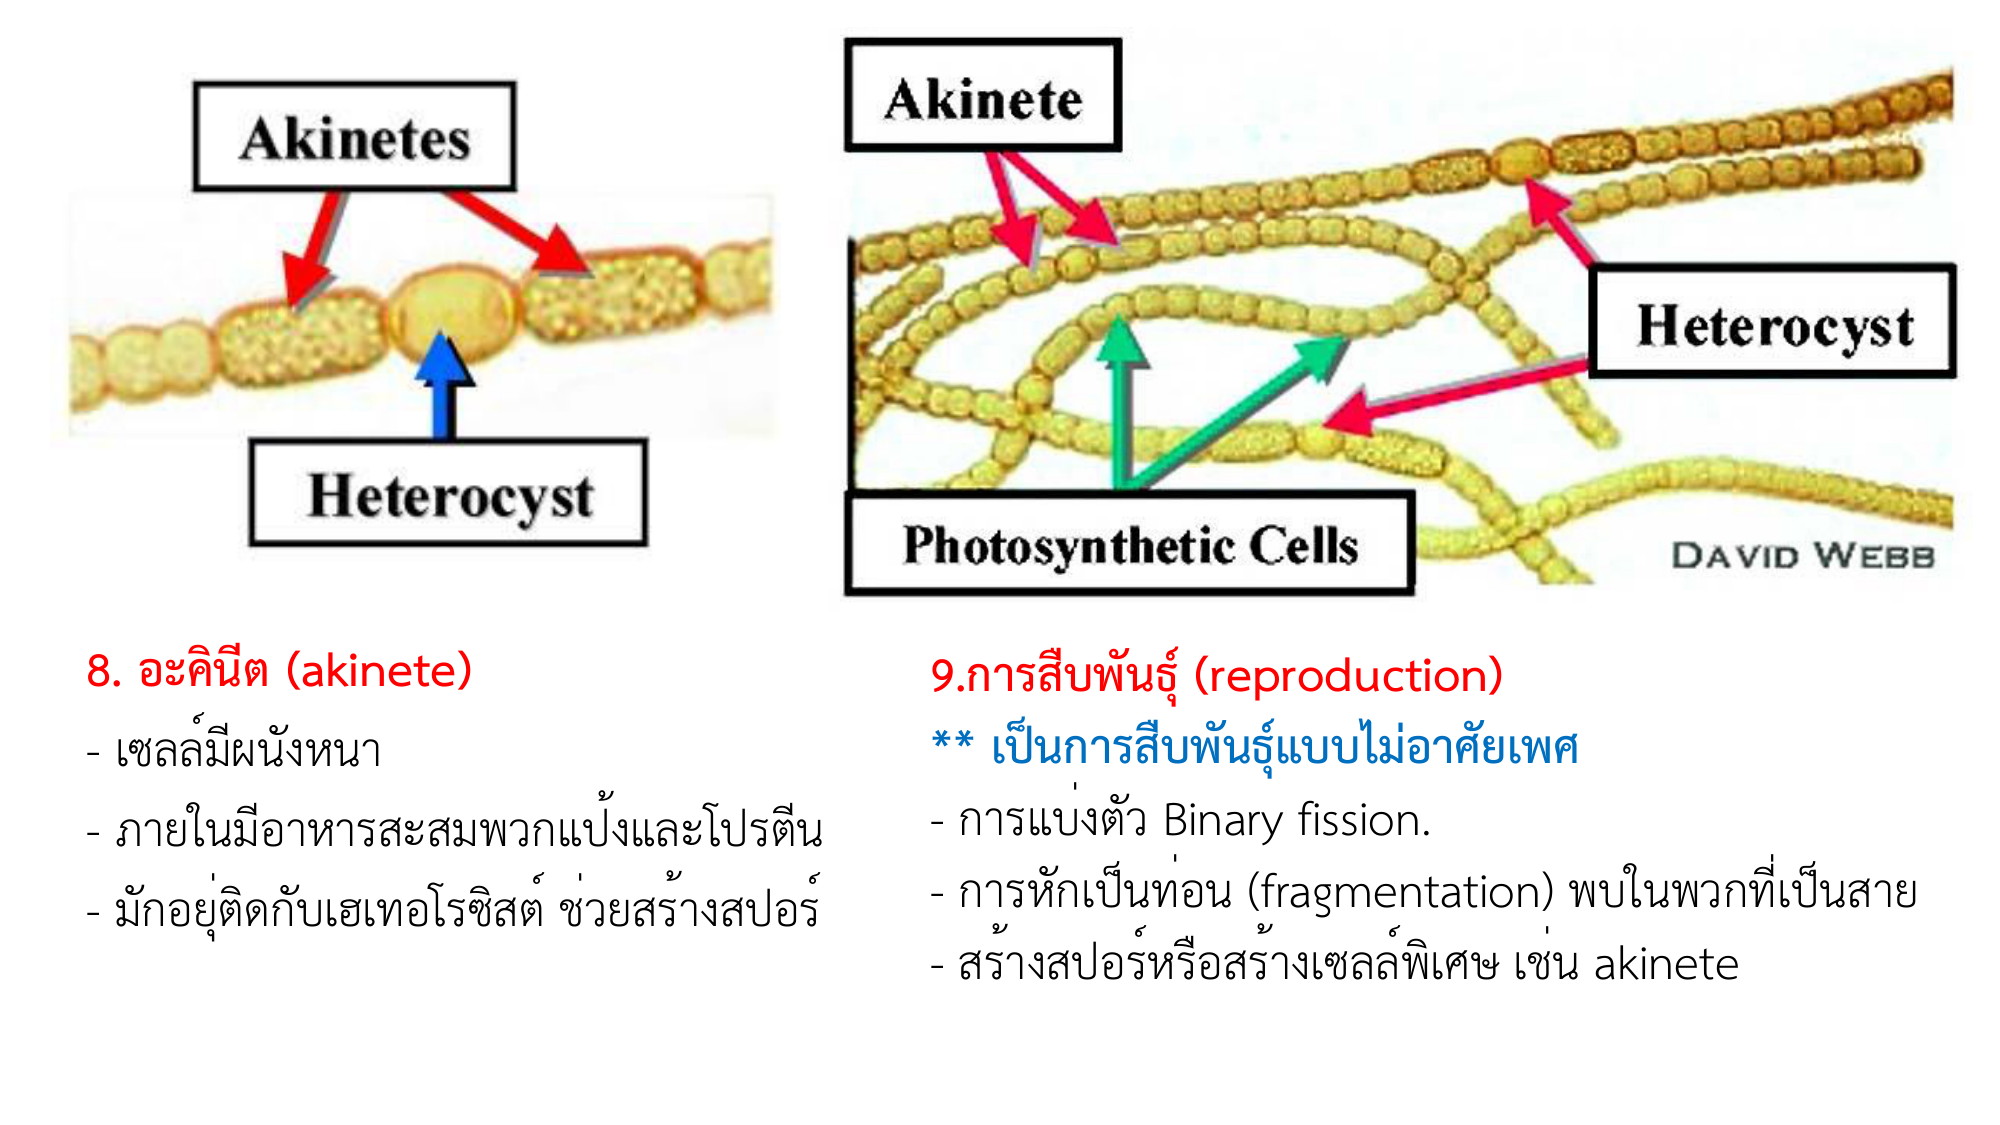 Akinetes
Heterocyst
Akinete
Heterocyst
Photosynthetic Cells
DAVID WEBB
8. อะคินีต (akinete)
- เซลล์มีผนังหนา
- ภายในมีอาหารสะสมพวกแป้งและโปรตีน
- มักอยุ่ติดกับเฮเทอโรซิสต์ ช่วยสร้างสปอร์
9.การสืบพันธุ์ (reproduction)
** เป็นการสืบพันธุ์แบบไม่อาศัยเพศ
- การแบ่งตัว Binary fission.
- การหักเป็นท่อน (fragmentation) พบในพวกที่เป็นสาย
- สร้างสปอร์หรือสร้างเซลล์พิเศษ เช่น akinete